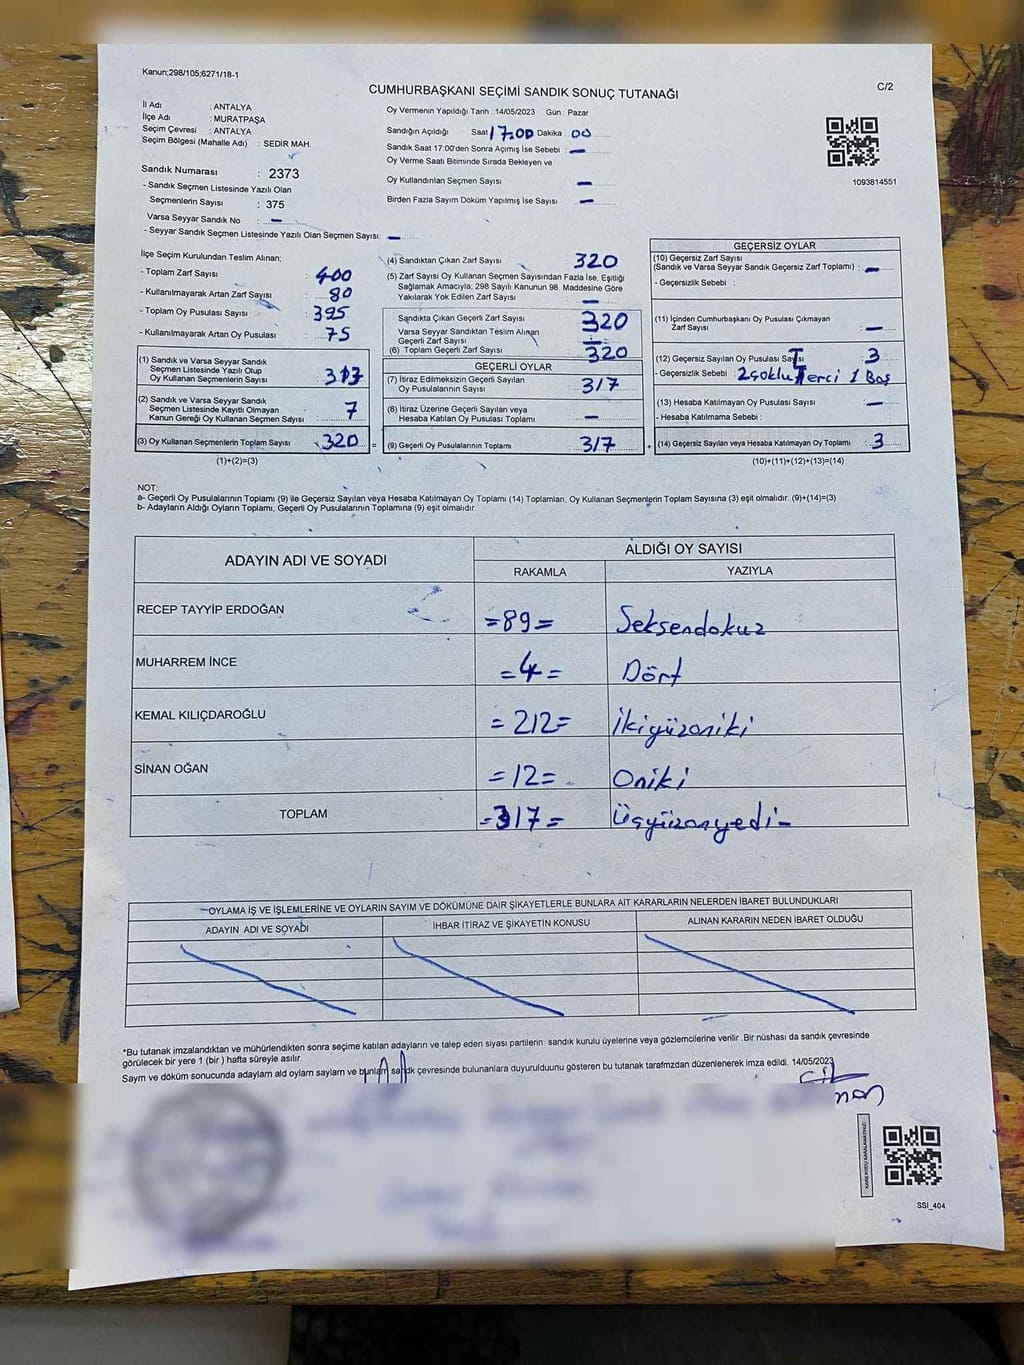 Kanun;298/105;6271/18-1
CUMHURBAŞKANI SEÇİMİ SANDIK SONUÇ TUTANAĞI
C/2
İl Adı : ANTALYA
İlçe Adı : MURATPAŞA
Seçim Çevresi : ANTALYA
Seçim Bölgesi (Mahalle Adı) : SEDİR MAH.
Sandık Numarası : 2373
- Sandık Seçmen Listesinde Yazılı Olan
Seçmenlerin Sayısı : 375
Varsa Seyyar Sandık No : –
- Seyyar Sandık Seçmen Listesinde Yazılı Olan Seçmen Sayısı: –
Oy Vermenin Yapıldığı Tarih :14/05/2023 Gün : Pazar
Sandığın Açıldığı Saat 17:00 Dakika 00
Sandık Saat 17:00'den Sonra Açımış İse Sebebi : –
Oy Verme Saati Bitiminde Sırada Bekleyen ve
Oy Kullandırılan Seçmen Sayısı : –
Birden Fazla Sayım Döküm Yapılmış İse Sayısı : –
1093814551
İlçe Seçim Kurulundan Teslim Alınan;
- Toplam Zarf Sayısı : 400
- Kullanılmayarak Artan Zarf Sayısı : 80
- Toplam Oy Pusulası Sayısı : 395
- Kullanılmayarak Artan Oy Pusulası : 75
(1) Sandık ve Varsa Seyyar Sandık
Seçmen Listesinde Yazılı Olup
Oy Kullanan Seçmenlerin Sayısı : 313
(2) Sandık ve Varsa Seyyar Sandık
Seçmen Listesinde Kayıtlı Olmayan
Kanun Gereği Oy Kullanan Seçmen Sayısı : 7
(3) Oy Kullanan Seçmenlerin Toplam Sayısı : 320 =
(1)+(2)=(3)
(4) Sandıktan Çıkan Zarf Sayısı 320
(5) Zarf Sayısı Oy Kullanan Seçmen Sayısından Fazla İse, Eşitliği
Sağlamak Amacıyla, 298 Sayılı Kanunun 98. Maddesine Göre
Yakılarak Yok Edilen Zarf Sayısı : –
Sandıkta Çıkan Geçerli Zarf Sayısı : 320
Varsa Seyyar Sandıktan Teslim Alınan
Geçerli Zarf Sayısı : –
(6) Toplam Geçerli Zarf Sayısı : 320
GEÇERLİ OYLAR
(7) İtiraz Edilmeksizin Geçerli Sayılan
Oy Pusulalarının Sayısı : 317
(8) İtiraz Üzerine Geçerli Sayılan veya
Hesaba Katılan Oy Pusulası Toplamı : –
(9) Geçerli Oy Pusulalarının Toplamı : 317 +
GEÇERSİZ OYLAR
(10) Geçersiz Zarf Sayısı
(Sandık ve Varsa Seyyar Sandık Geçersiz Zarf Toplamı) : –
- Geçersizlik Sebebi :
(11) İçinden Cumhurbaşkanı Oy Pusulası Çıkmayan
Zarf Sayısı : –
(12) Geçersiz Sayılan Oy Pusulası Sayısı : 3
- Geçersizlik Sebebi : 2 çoklu Terci 1 Boş
(13) Hesaba Katılmayan Oy Pusulası Sayısı : –
- Hesaba Katılmama Sebebi :
(14) Geçersiz Sayılan veya Hesaba Katılmayan Oy Toplamı : 3
(10)+(11)+(12)+(13)=(14)
NOT:
a- Geçerli Oy Pusulalarının Toplamı (9) ile Geçersiz Sayılan veya Hesaba Katılmayan Oy Toplamı (14) Toplamları, Oy Kullanan Seçmenlerin Toplam Sayısına (3) eşit olmalıdır. (9)+(14)=(3)
b- Adayların Aldığı Oyların Toplamı, Geçerli Oy Pusulalarının Toplamına (9) eşit olmalıdır
ADAYIN ADI VE SOYADI
ALDIĞI OY SAYISI
RAKAMLA
YAZIYLA
RECEP TAYYİP ERDOĞAN =89= Seksendokuz
MUHARREM İNCE =4= Dört
KEMAL KILIÇDAROĞLU =212= İkiyüzoniki
SİNAN OĞAN =12= Oniki
TOPLAM =317= Üçyüzonyedi-
OYLAMA İŞ VE İŞLEMLERİNE VE OYLARIN SAYIM VE DÖKÜMÜNE DAİR ŞİKAYETLERLE BUNLARA AİT KARARLARIN NELERDEN İBARET BULUNDUKLARI
ADAYIN ADI VE SOYADI
İHBAR İTİRAZ VE ŞİKAYETİN KONUSU
ALINAN KARARIN NEDEN İBARET OLDUĞU
*Bu tutanak imzalandıktan ve mühürlendikten sonra seçime katılan adayların ve talep eden siyasi partilerin sandık kurulu üyelerine veya gözlemcilerine verilir .Bir nüshası da sandık çevresinde
görülecek bir yere 1 (bir ) hafta süreyle asılır.
Sayım ve döküm sonucunda adayların ald oyların sayları ve bunların sandk çevresinde bulunanlara duyurulduunu gösteren bu tutanak tarafmzdan düzenlenerek imza edildi. 14/05/2023
KARE KODU KARALAMAYINIZ!
SSI_404